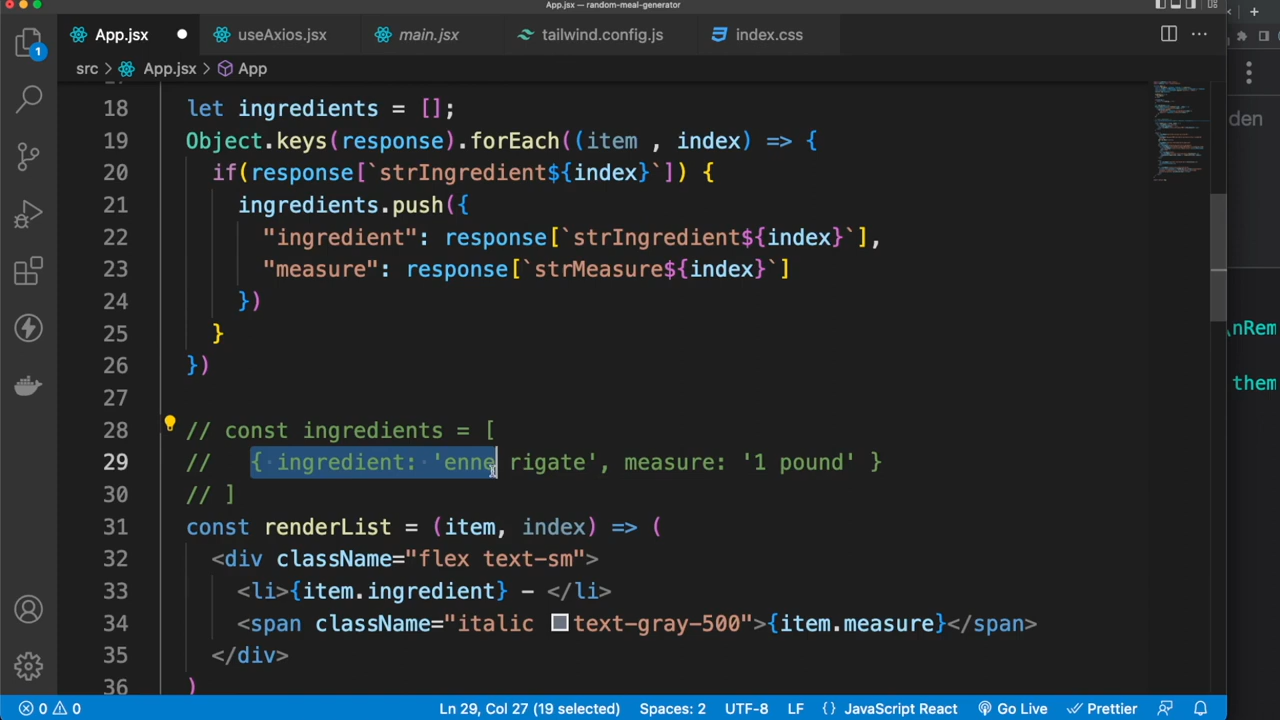 App.jsx — random-meal-generator
App.jsx useAxios.jsx main.jsx tailwind.config.js index.css
src > App.jsx > App
18 let ingredients = [];
19 Object.keys(response).forEach((item , index) => {
20 if(response[`strIngredient${index}`]) {
21 ingredients.push({
22 "ingredient": response[`strIngredient${index}`],
23 "measure": response[`strMeasure${index}`]
24 })
25 }
26 })
27
28 // const ingredients = [
29 // { ingredient: 'enne rigate', measure: '1 pound' }
30 // ]
31 const renderList = (item, index) => (
32 <div className="flex text-sm">
33 <li>{item.ingredient} – </li>
34 <span className="italic text-gray-500">{item.measure}</span>
35 </div>
36 )
1
den
\nRem
them
0 0 Ln 29, Col 27 (19 selected) Spaces: 2 UTF-8 LF {} JavaScript React Go Live Prettier